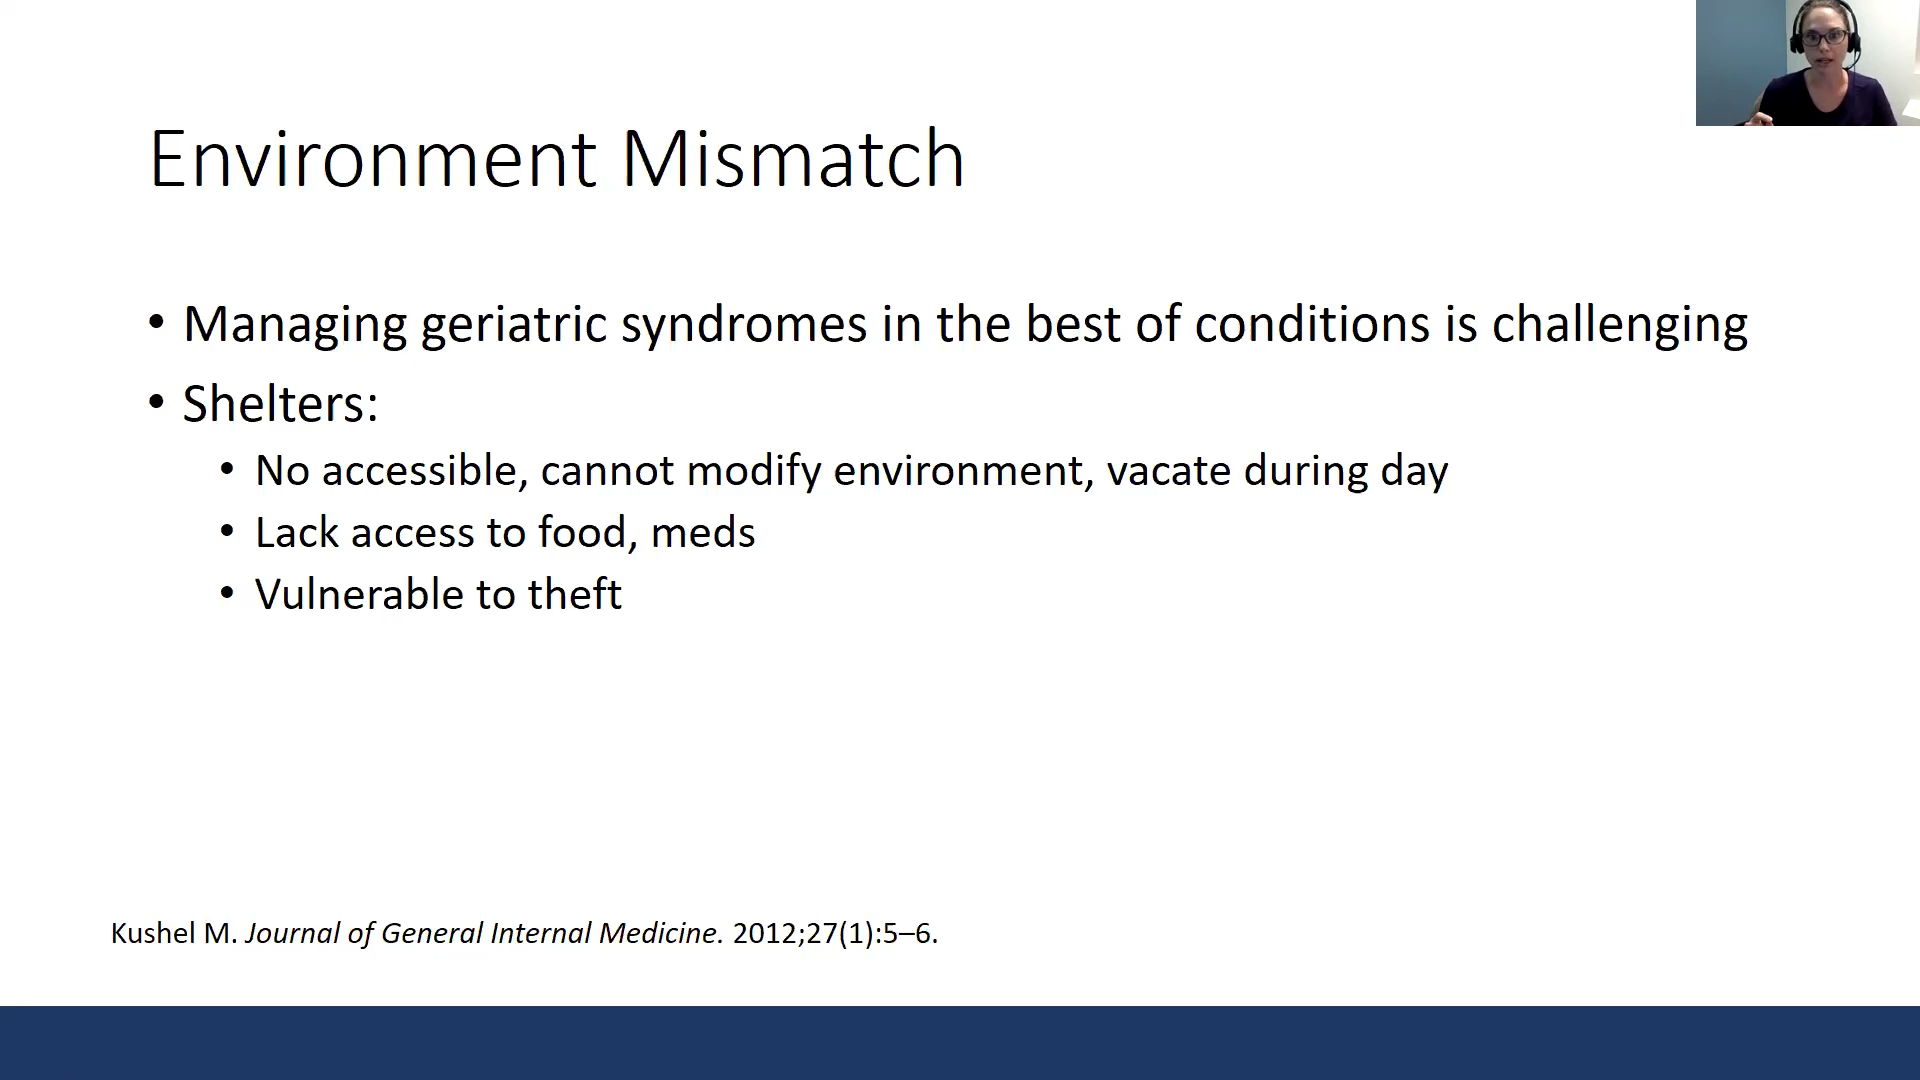 Environment Mismatch
• Managing geriatric syndromes in the best of conditions is challenging
• Shelters:
• No accessible, cannot modify environment, vacate during day
• Lack access to food, meds
• Vulnerable to theft
Kushel M. Journal of General Internal Medicine. 2012;27(1):5–6.